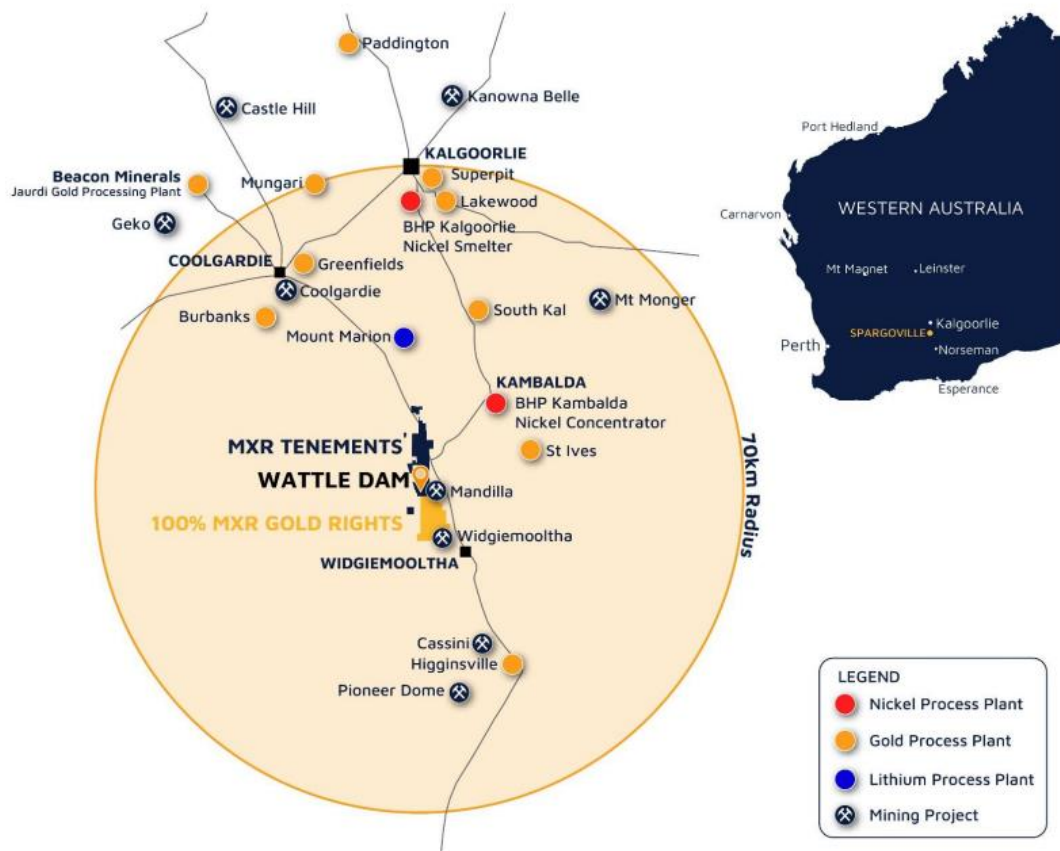 Paddington
Castle Hill
Kanowna Belle
KALGOORLIE
Beacon Minerals
Jaurdi Gold Processing Plant
Mungari
Superpit
Lakewood
Geko
BHP Kalgoorlie
Nickel Smelter
COOLGARDIE
Greenfields
Coolgardie
Burbanks
South Kal
Mt Monger
Mount Marion
KAMBALDA
BHP Kambalda
Nickel Concentrator
MXR TENEMENTS
St Ives
WATTLE DAM
Mandilla
100% MXR GOLD RIGHTS
Widgiemooltha
WIDGIEMOOLTHA
70km Radius
Cassini
Higginsville
Pioneer Dome
Port Hedland
Carnarvon
WESTERN AUSTRALIA
Mt Magnet
Leinster
Kalgoorlie
SPARGOVILLE
Perth
Norseman
Esperance
LEGEND
Nickel Process Plant
Gold Process Plant
Lithium Process Plant
Mining Project